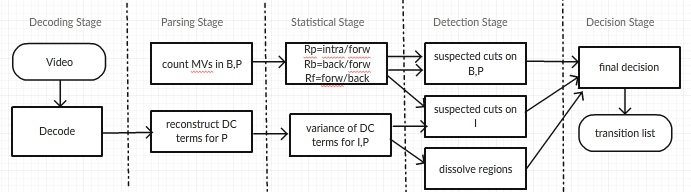 Decoding Stage
Parsing Stage
Statistical Stage
Detection Stage
Decision Stage
Video
count MVs in B,P
Rp=intra/forw
Rb=back/forw
Rf=forw/back
suspected cuts on
B,P
final decision
Decode
reconstruct DC
terms for P
variance of DC
terms for I,P
suspected cuts on
I
transition list
dissolve regions